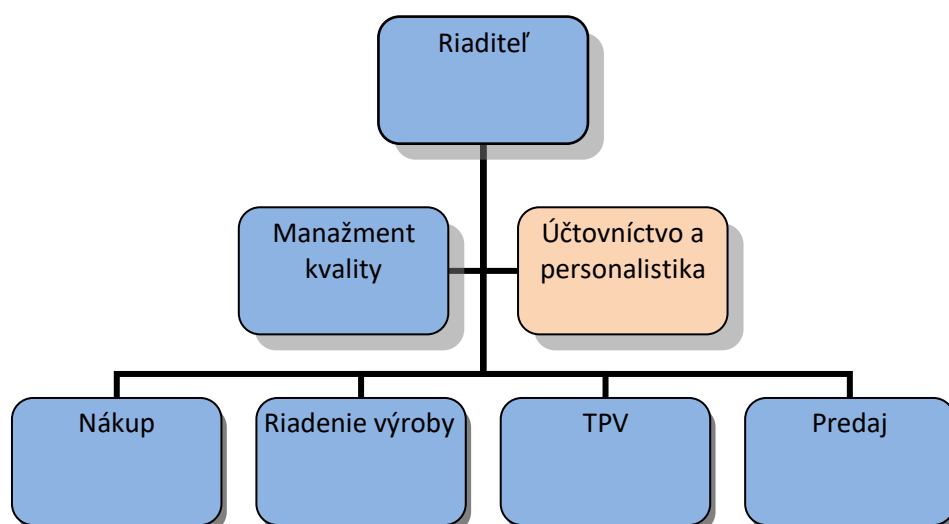 Riaditeľ
Manažment
kvality
Účtovníctvo a
personalistika
Nákup
Riadenie výroby
TPV
Predaj